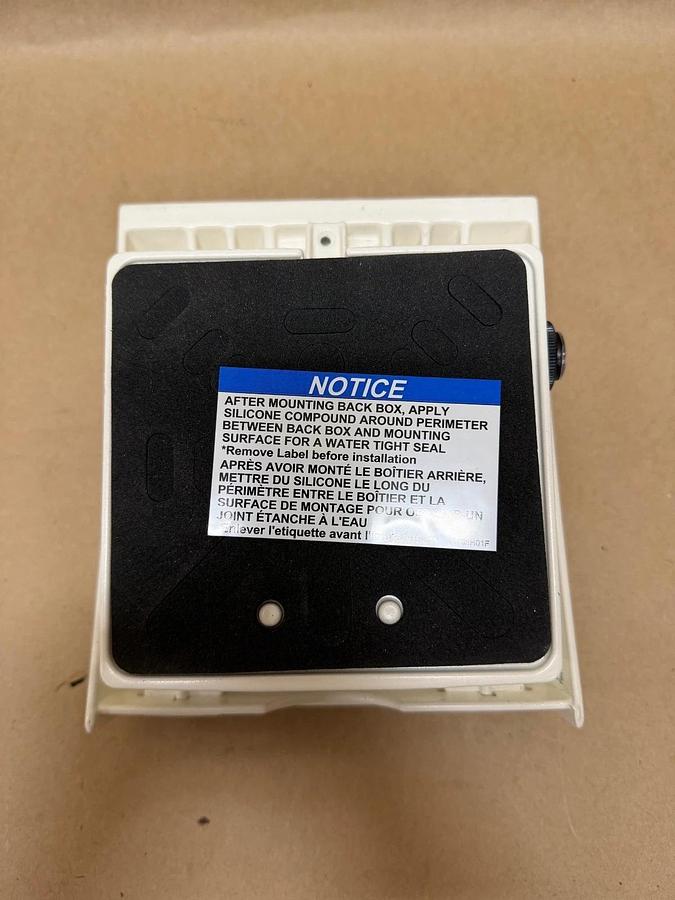 NOTICE
AFTER MOUNTING BACK BOX, APPLY
SILICONE COMPOUND AROUND PERIMETER
BETWEEN BACK BOX AND MOUNTING
SURFACE FOR A WATER TIGHT SEAL
*Remove Label before installation
APRÈS AVOIR MONTÉ LE BOÎTIER ARRIÈRE,
METTRE DU SILICONE LE LONG DU
PÉRIMÈTRE ENTRE LE BOÎTIER ET LA
SURFACE DE MONTAGE POUR UN
JOINT ÉTANCHE À L'EAU
Enlever l'etiquette avant